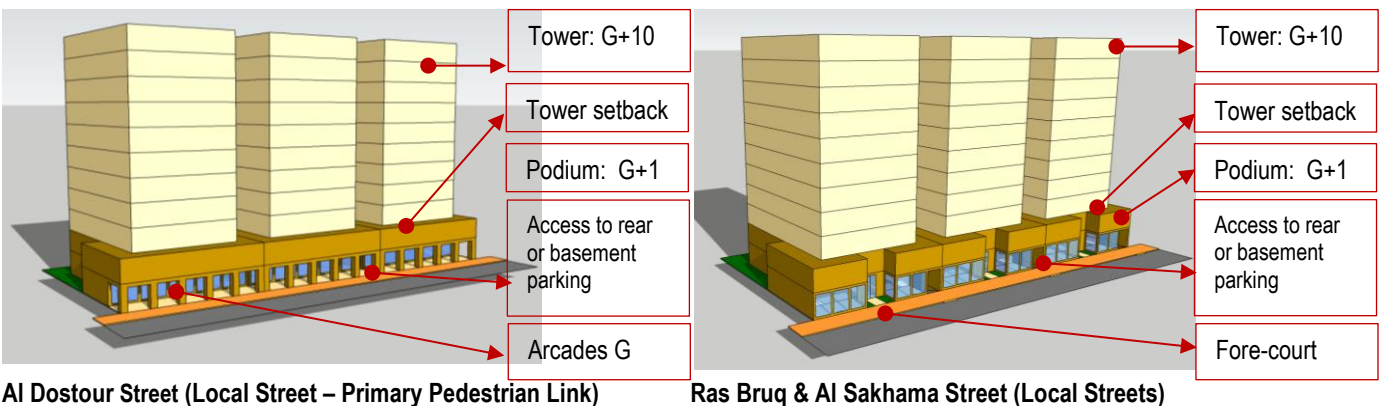 Tower: G+10
Tower setback
Podium: G+1
Access to rear
or basement
parking
Arcades G
Al Dostour Street (Local Street – Primary Pedestrian Link)
Tower: G+10
Tower setback
Podium: G+1
Access to rear
or basement
parking
Fore-court
Ras Bruq & Al Sakhama Street (Local Streets)